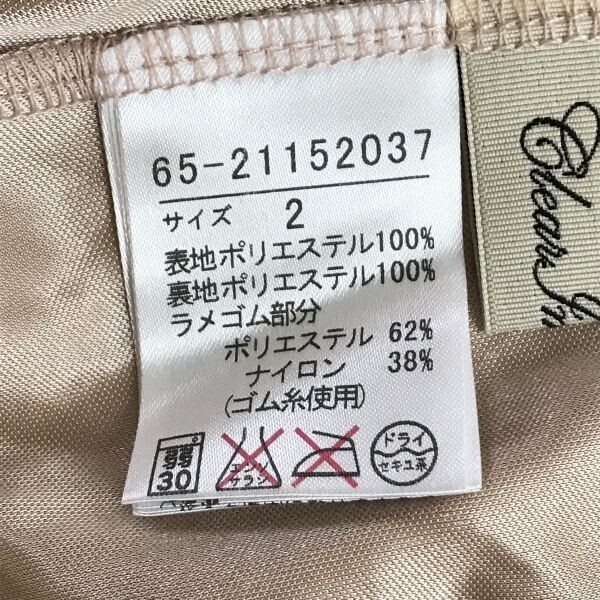 65-21152037
サイズ 2
表地ポリエステル100%
裏地ポリエステル100%
ラメゴム部分
ポリエステル 62%
ナイロン 38%
(ゴム糸使用)
弱
30
エンソ
サラシ
ドライ
セキユ系
Clear